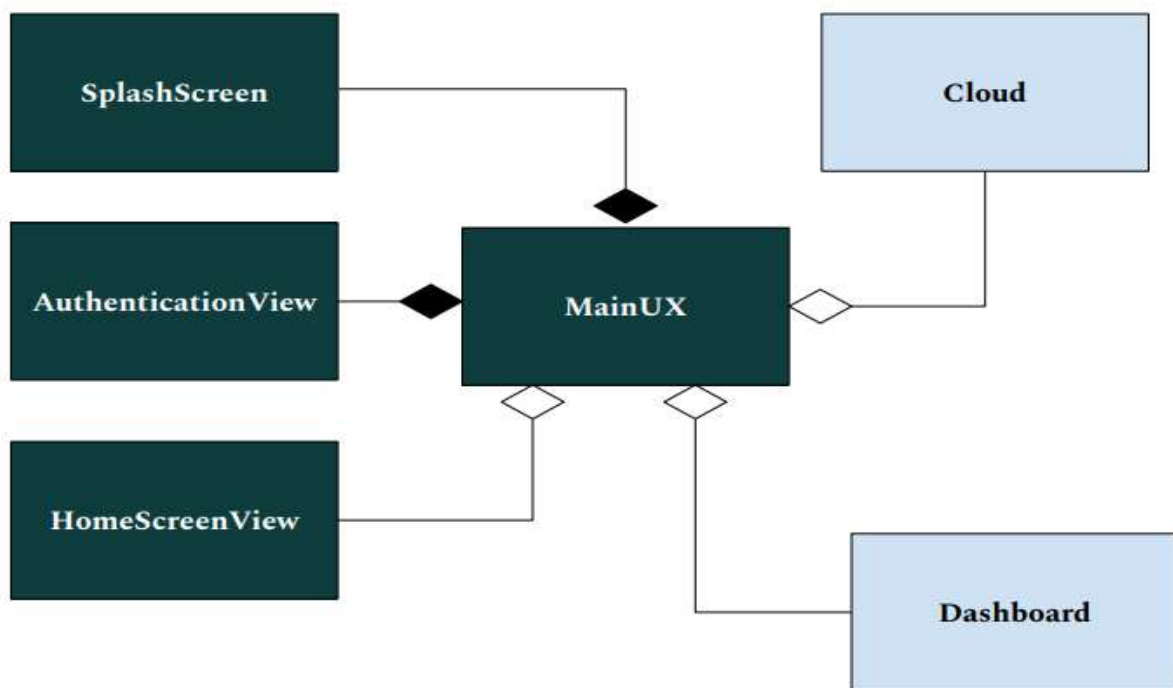 SplashScreen
Cloud
AuthenticationView
MainUX
HomeScreenView
Dashboard